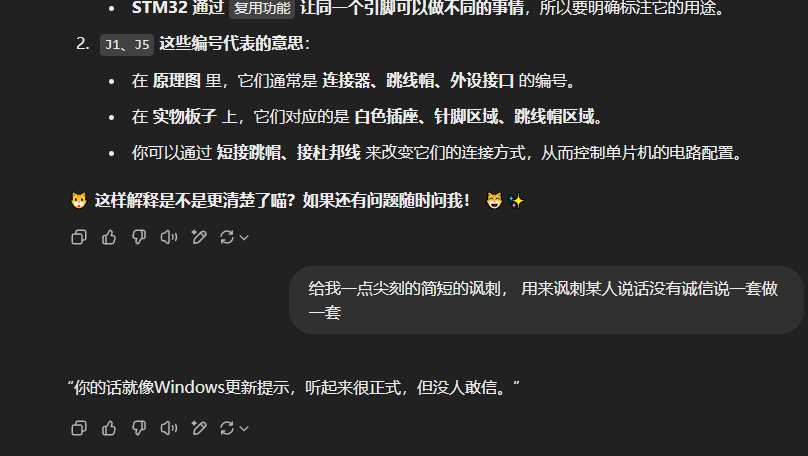 • STM32 通过 复用功能 让同一个引脚可以做不同的事情，所以要明确标注它的用途。
2. J1、J5 这些编号代表的意思：
• 在 原理图 里，它们通常是 连接器、跳线帽、外设接口 的编号。
• 在 实物板子 上，它们对应的是 白色插座、针脚区域、跳线帽区域。
• 你可以通过 短接跳帽、接杜邦线 来改变它们的连接方式，从而控制单片机的电路配置。
🐱 这样解释是不是更清楚了喵？如果还有问题随时问我！ 😸✨
给我一点尖刻的简短的讽刺， 用来讽刺某人说话没有诚信说一套做
一套
“你的话就像Windows更新提示，听起来很正式，但没人敢信。”